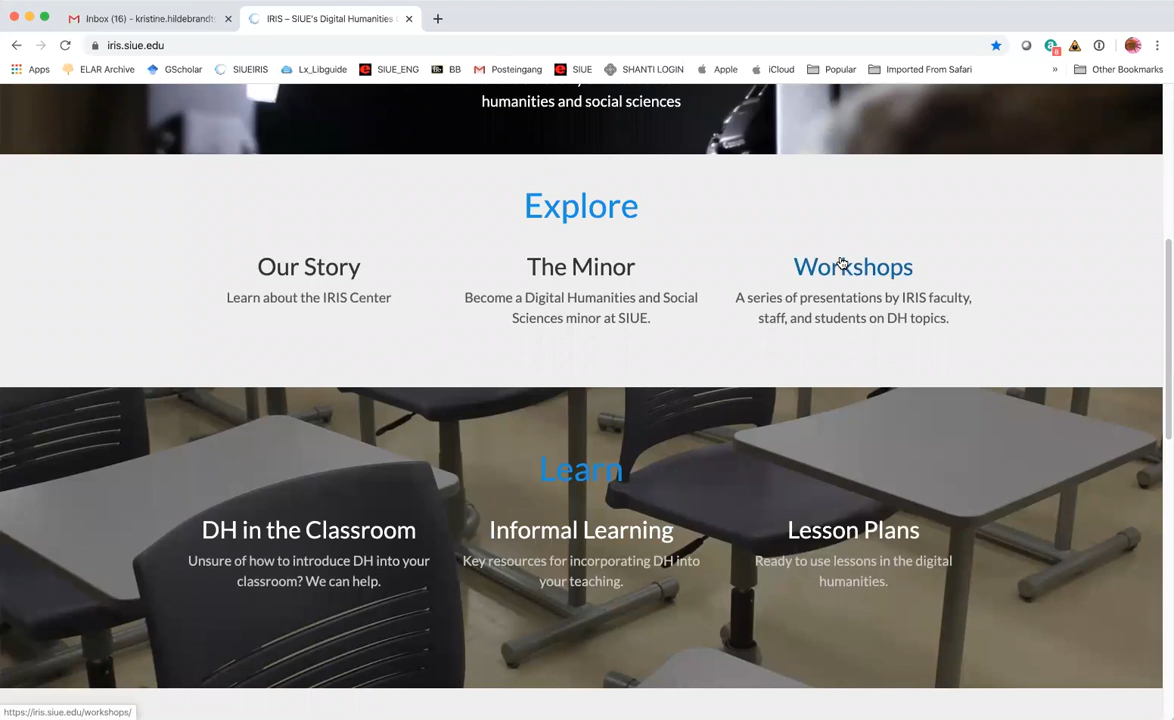 Inbox (16) - kristine.hildebrandt
IRIS – SIUE's Digital Humanities
iris.siue.edu
8
Apps ELAR Archive GScholar SIUEIRIS Lx_Libguide SIUE_ENG BB Posteingang SIUE SHANTI LOGIN Apple iCloud Popular Imported From Safari » Other Bookmarks
humanities and social sciences
Explore
Our Story
Learn about the IRIS Center
The Minor
Become a Digital Humanities and Social
Sciences minor at SIUE.
Workshops
A series of presentations by IRIS faculty,
staff, and students on DH topics.
Learn
DH in the Classroom
Unsure of how to introduce DH into your
classroom? We can help.
Informal Learning
Key resources for incorporating DH into
your teaching.
Lesson Plans
Ready to use lessons in the digital
humanities.
https://iris.siue.edu/workshops/